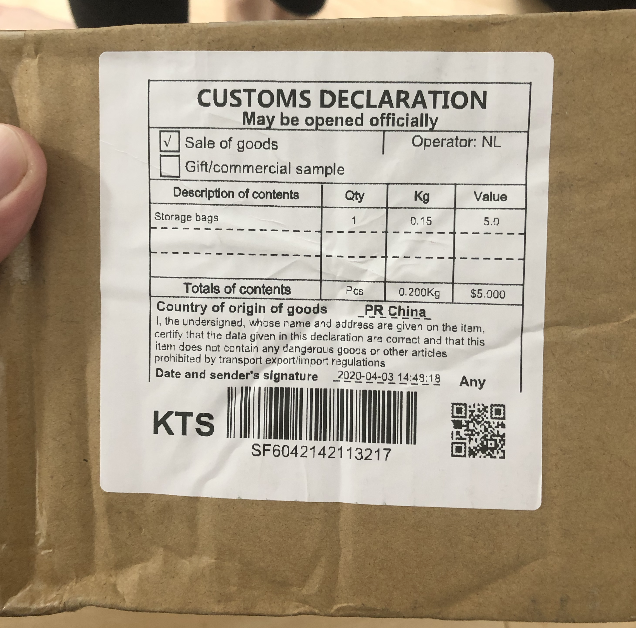 CUSTOMS DECLARATION
May be opened officially
√ Sale of goods Operator: NL
Gift/commercial sample
Description of contents Qty Kg Value
Storage bags 1 0.15 5.0
Totals of contents Pcs 0.200Kg $5.000
Country of origin of goods PR China
I, the undersigned, whose name and address are given on the item,
certify that the data given in this declaration are correct and that this
item does not contain any dangerous goods or other articles
prohibited by transport export/import regulations
Date and sender's signature 2020-04-03 14:48:18 Any
KTS
SF6042142113217